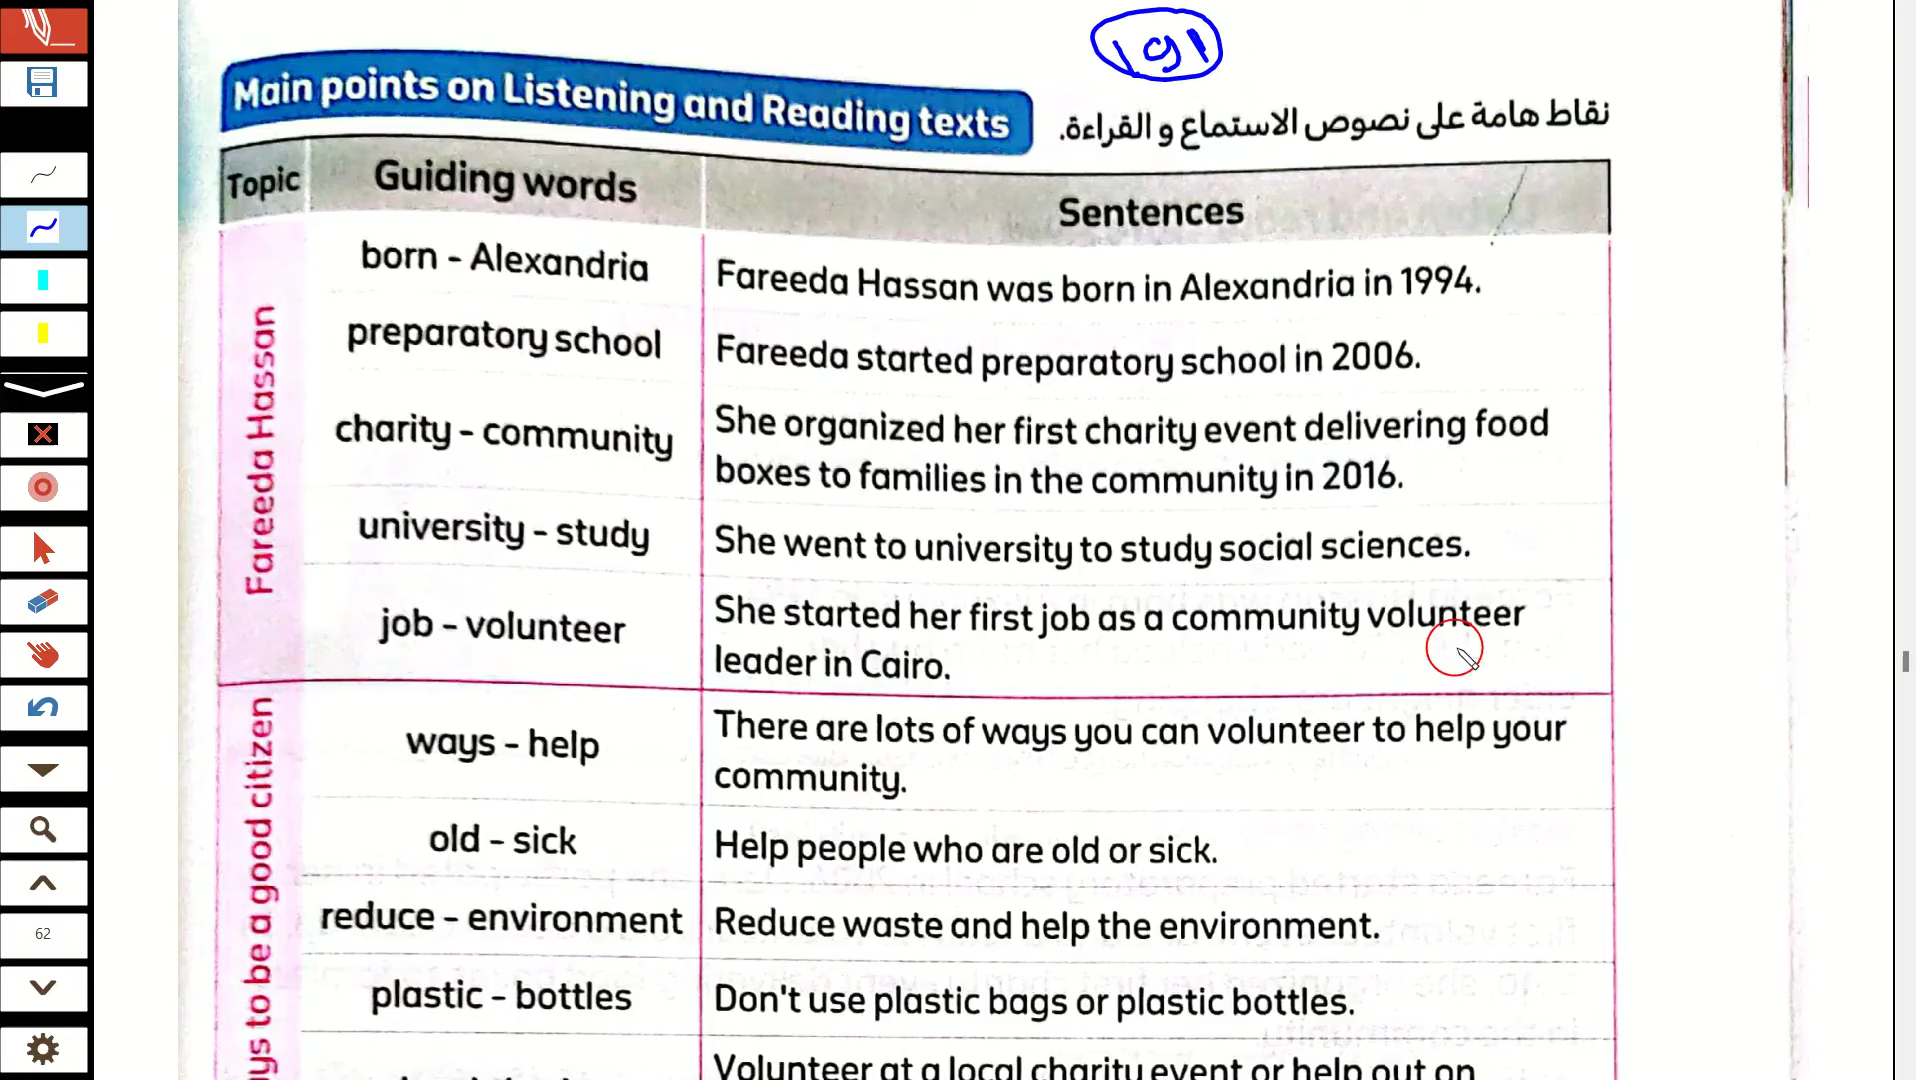 191
Main points on Listening and Reading texts
نقاط هامة على نصوص الاستماع و القراءة.
Topic
Guiding words
Sentences
Fareeda Hassan
born - Alexandria
Fareeda Hassan was born in Alexandria in 1994.
preparatory school
Fareeda started preparatory school in 2006.
charity - community
She organized her first charity event delivering food
boxes to families in the community in 2016.
university - study
She went to university to study social sciences.
job - volunteer
She started her first job as a community volunteer
leader in Cairo.
to be a good citizen
ways - help
There are lots of ways you can volunteer to help your
community.
old - sick
Help people who are old or sick.
reduce - environment
Reduce waste and help the environment.
plastic - bottles
Don't use plastic bags or plastic bottles.
Volunteer at a local charity event or help out on
62